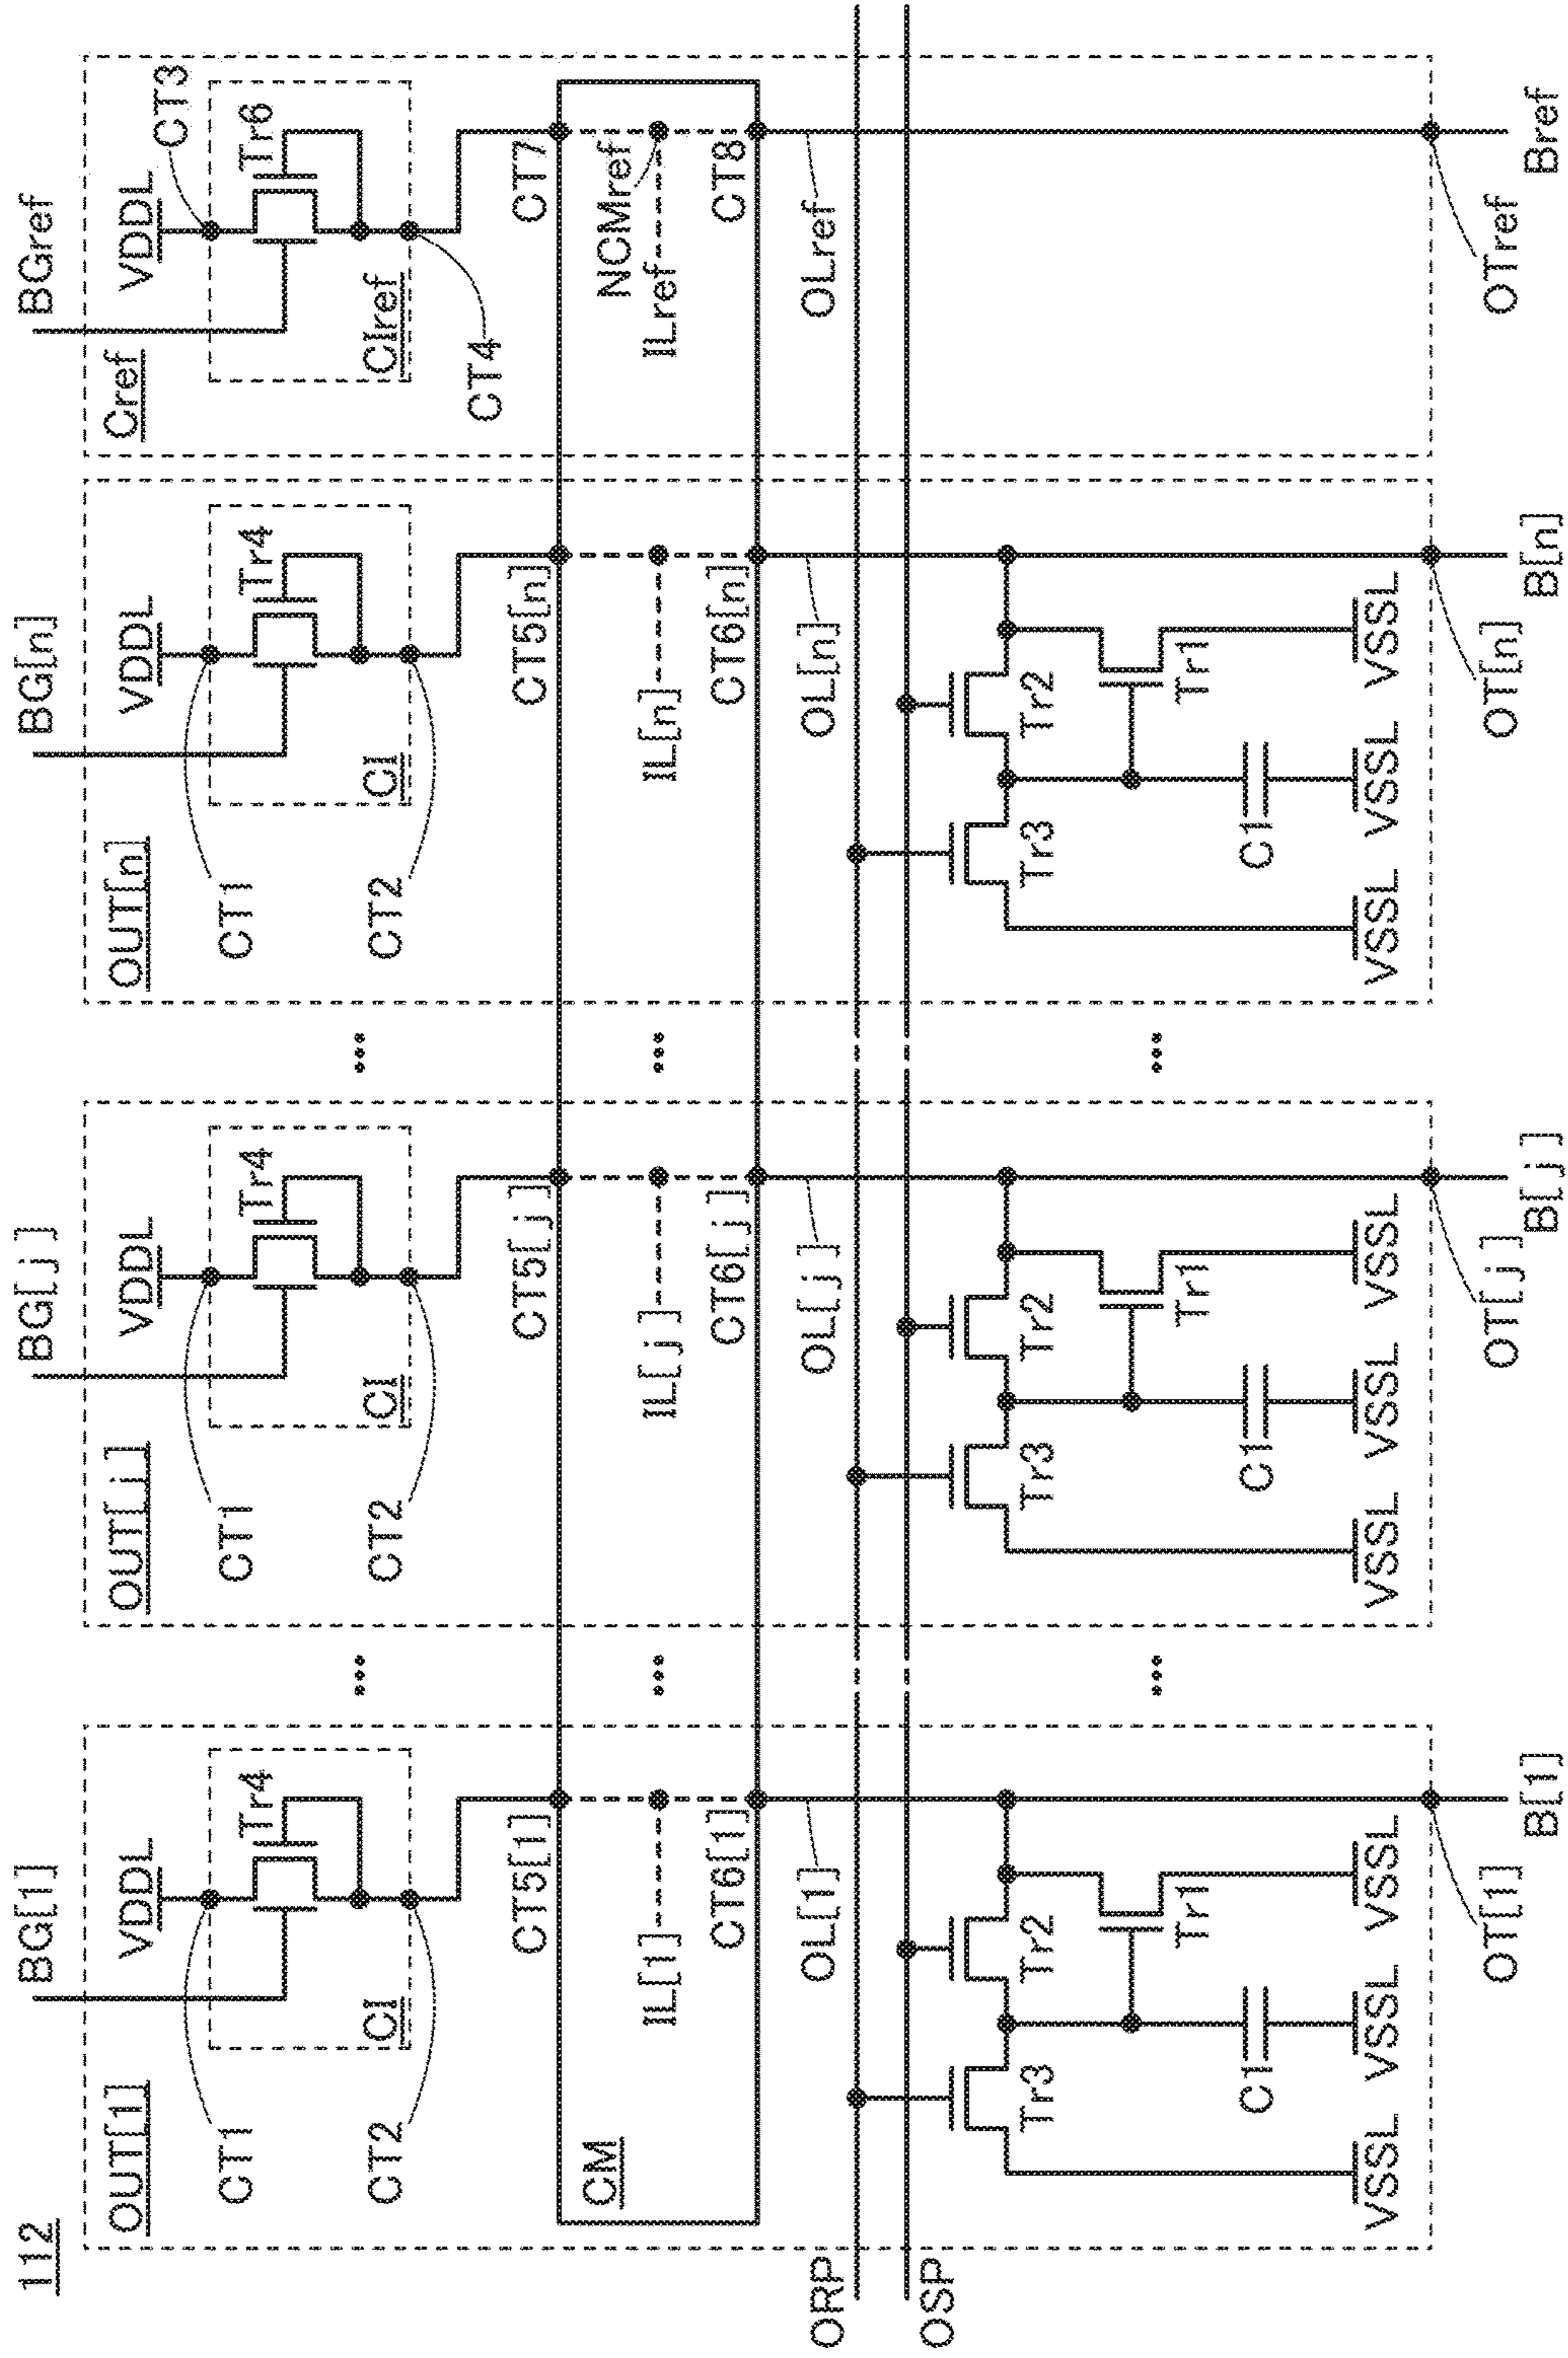 112
BG[1]
BG[j]
BG[n]
BGref
OUT[1]
VDDL
OUT[j]
VDDL
OUT[n]
VDDL
Cref
VDDL
CT3
CT1
Tr4
CT1
Tr4
CT1
Tr4
Tr6
CT2
CI
CT2
CI
CT2
CI
CIref
CT4
...
...
CT5[1]
CT5[j]
CT5[n]
CT7
CM
IL[1]
...
IL[j]
...
IL[n]
NCMref
ILref
CT6[1]
CT6[j]
CT6[n]
CT8
OL[1]
OL[j]
OL[n]
OLref
ORP
OSP
Tr3
Tr2
Tr3
Tr2
Tr3
Tr2
Tr1
...
Tr1
...
Tr1
C1
C1
C1
VSSL
VSSL
VSSL
VSSL
VSSL
VSSL
VSSL
VSSL
VSSL
OT[1]
OT[j]
OT[n]
OTref
B[1]
B[j]
B[n]
Bref